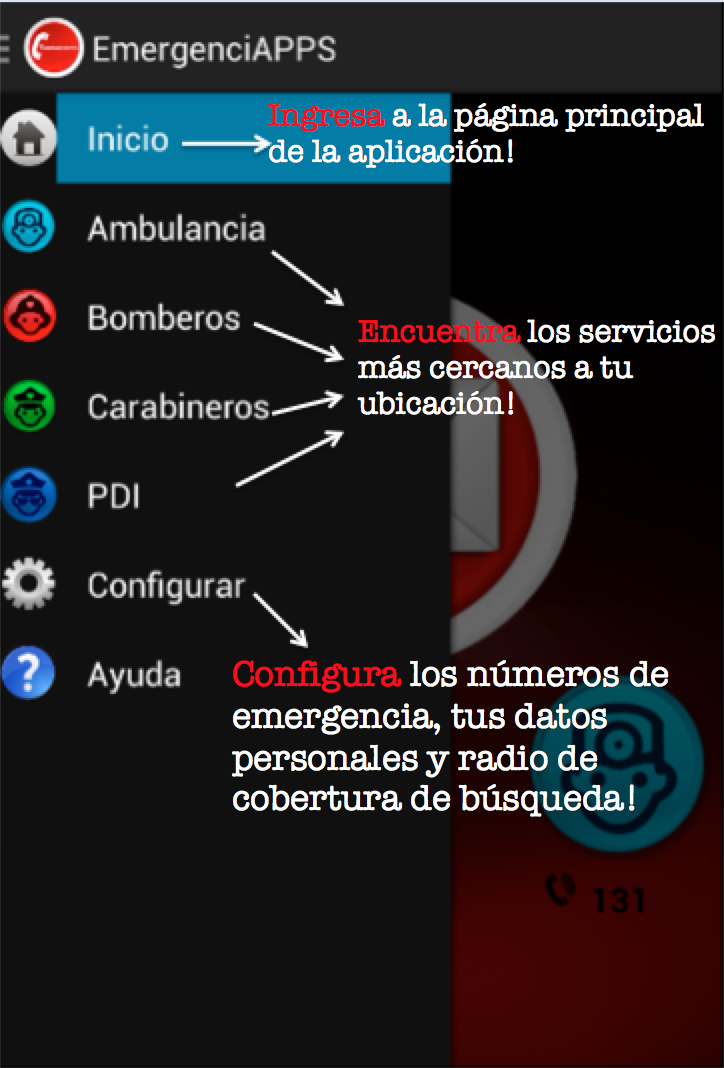 EmergenciAPPS
Inicio
Ingresa a la página principal
de la aplicación!
Ambulancia
Bomberos
Encuentra los servicios
más cercanos a tu
ubicación!
Carabineros
PDI
Configurar
Ayuda
Configura los números de
emergencia, tus datos
personales y radio de
cobertura de búsqueda!
131